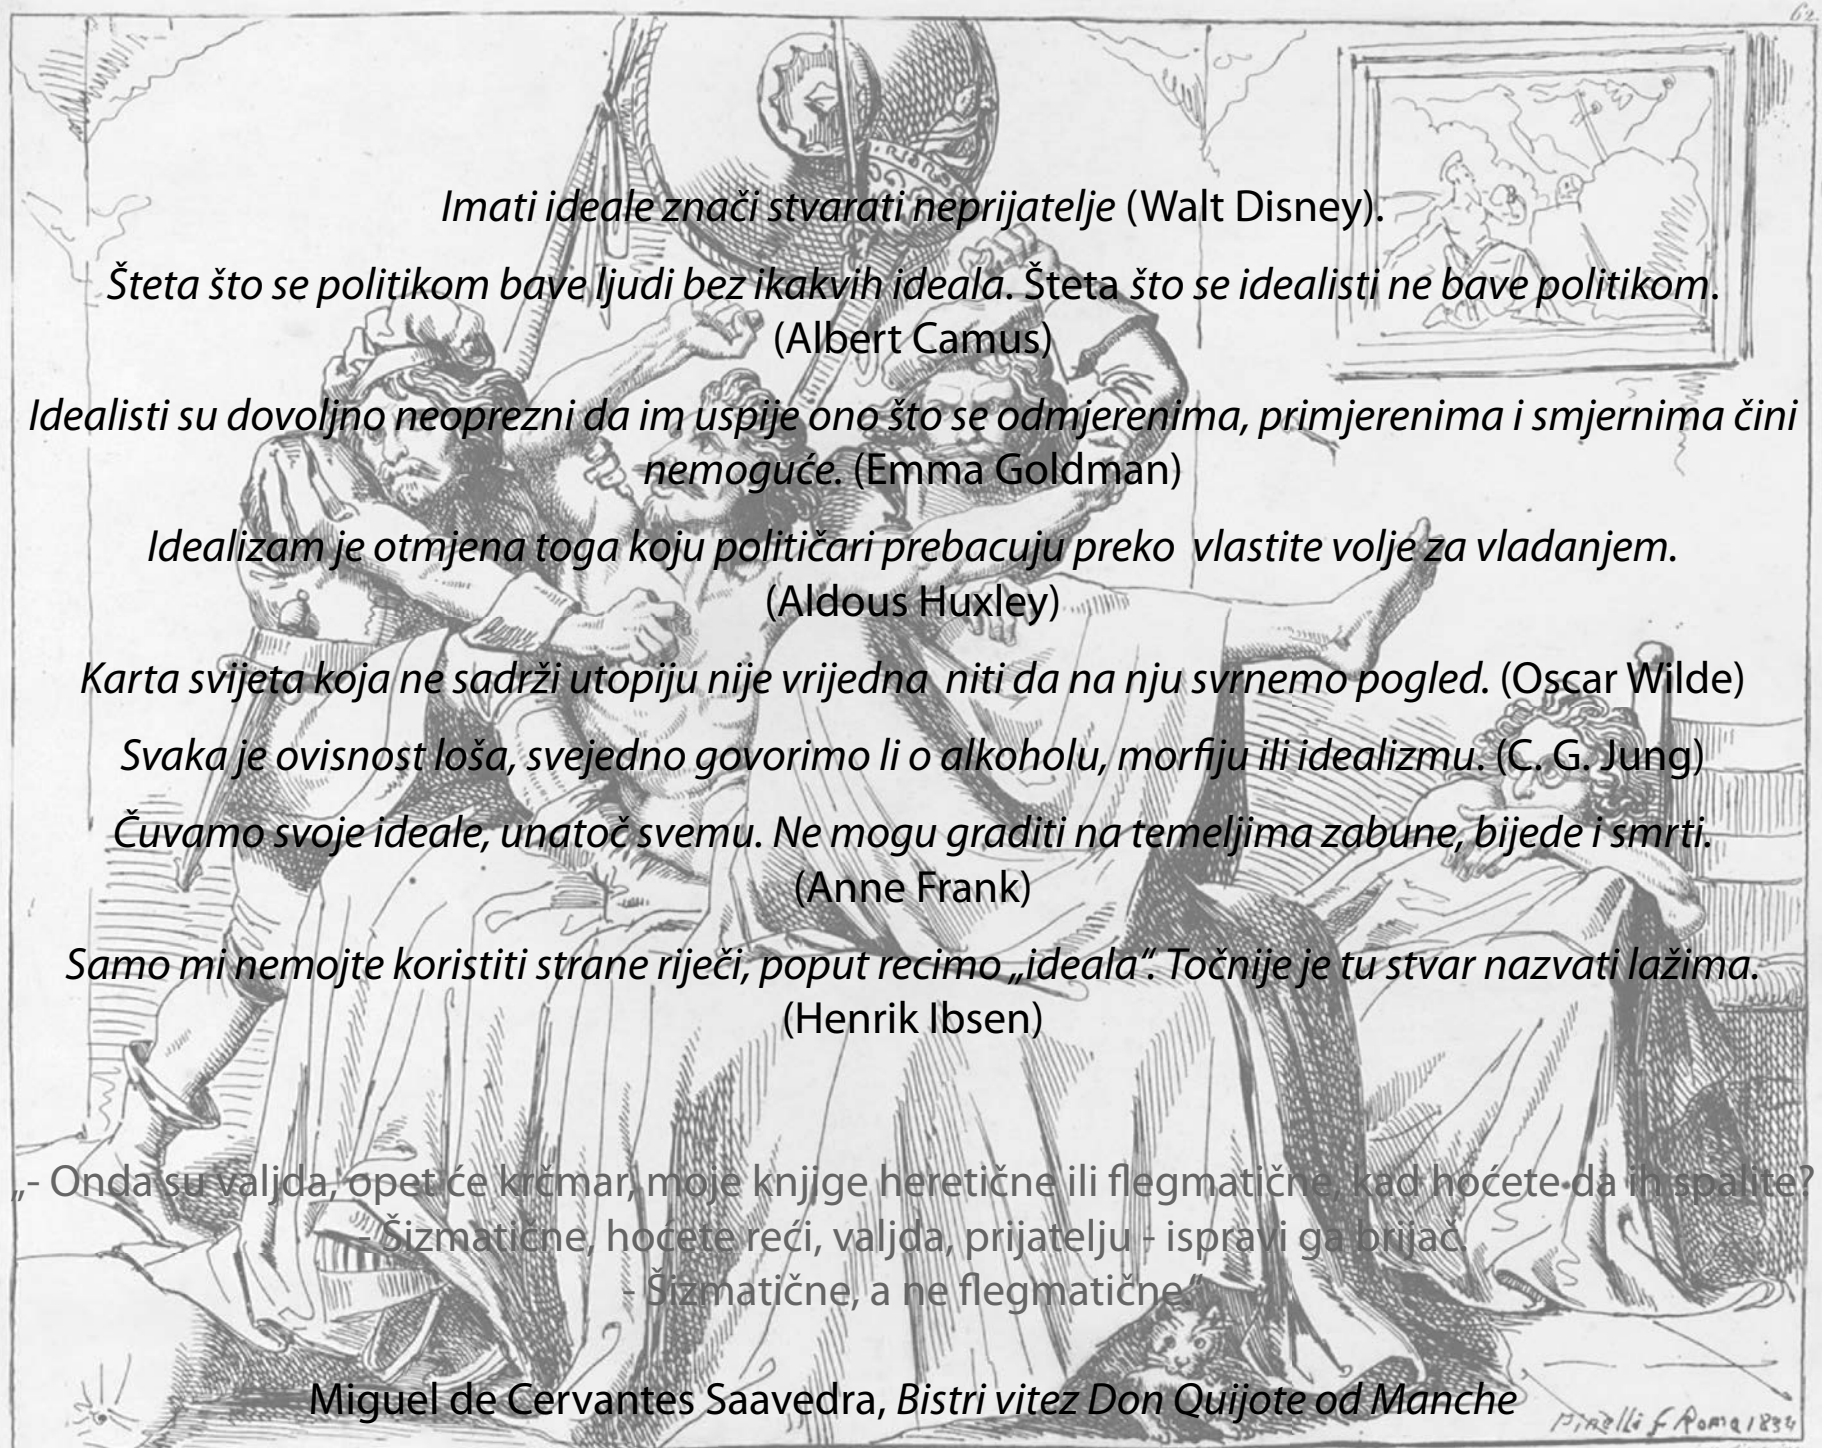 62.
Imati ideale znači stvarati neprijatelje (Walt Disney).
Šteta što se politikom bave ljudi bez ikakvih ideala. Šteta što se idealisti ne bave politikom.
(Albert Camus)
Idealisti su dovoljno neoprezni da im uspije ono što se odmjerenima, primjerenima i smjernima čini
nemoguće. (Emma Goldman)
Idealizam je otmjena toga koju političari prebacuju preko vlastite volje za vladanjem.
(Aldous Huxley)
Karta svijeta koja ne sadrži utopiju nije vrijedna niti da na nju svrnemo pogled. (Oscar Wilde)
Svaka je ovisnost loša, svejedno govorimo li o alkoholu, morfiju ili idealizmu. (C. G. Jung)
Čuvamo svoje ideale, unatoč svemu. Ne mogu graditi na temeljima zabune, bijede i smrti.
(Anne Frank)
Samo mi nemojte koristiti strane riječi, poput recimo „ideala“. Točnije je tu stvar nazvati lažima.
(Henrik Ibsen)
„- Onda su valjda, opet će krčmar, moje knjige heretične ili flegmatične, kad hoćete da ih spalite?
- Šizmatične, hoćete reći, valjda, prijatelju - ispravi ga brijač.
- Šizmatične, a ne flegmatične.“
Miguel de Cervantes Saavedra, Bistri vitez Don Quijote od Manche
Pinelli f Roma 1834